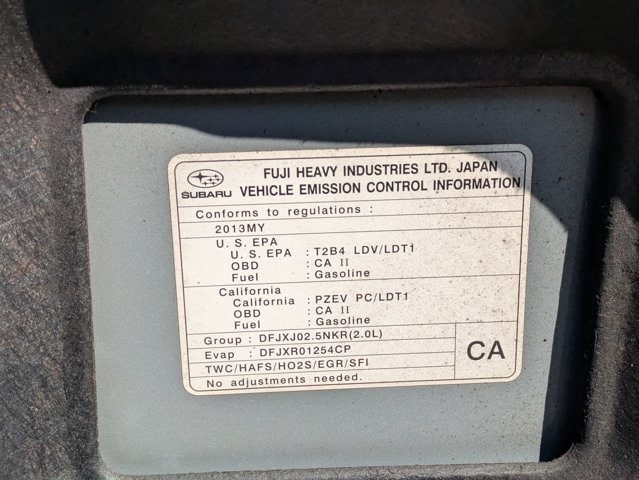 SUBARU
FUJI HEAVY INDUSTRIES LTD. JAPAN
VEHICLE EMISSION CONTROL INFORMATION
Conforms to regulations :
2013MY
U. S. EPA
U. S. EPA : T2B4 LDV/LDT1
OBD : CA II
Fuel : Gasoline
California
California : PZEV PC/LDT1
OBD : CA II
Fuel : Gasoline
Group : DFJXJ02.5NKR(2.0L)
Evap : DFJXR01254CP
TWC/HAFS/HO2S/EGR/SFI
No adjustments needed.
CA